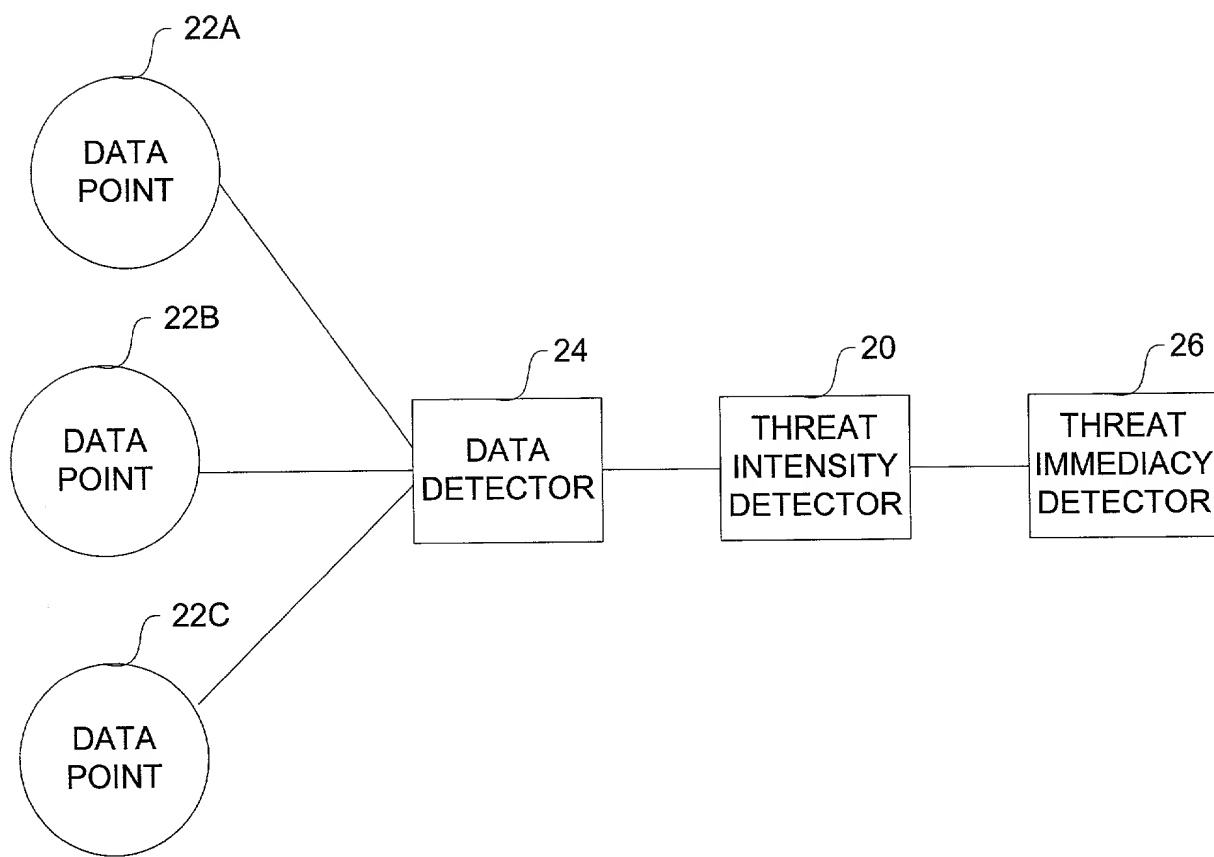 22A
DATA
POINT
22B
DATA
POINT
22C
DATA
POINT
24
DATA
DETECTOR
20
THREAT
INTENSITY
DETECTOR
26
THREAT
IMMEDIACY
DETECTOR